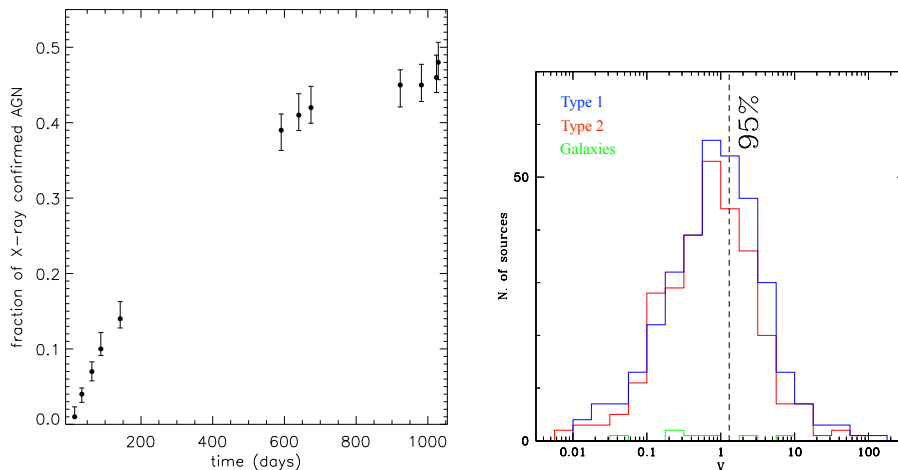 fraction of X-ray confirmed AGN
0.5
0.4
0.3
0.2
0.1
0.0
200 400 600 800 1000
time (days)
Type 1
Type 2
Galaxies
95%
N. of sources
50
0
0.01 0.1 1 10 100
V